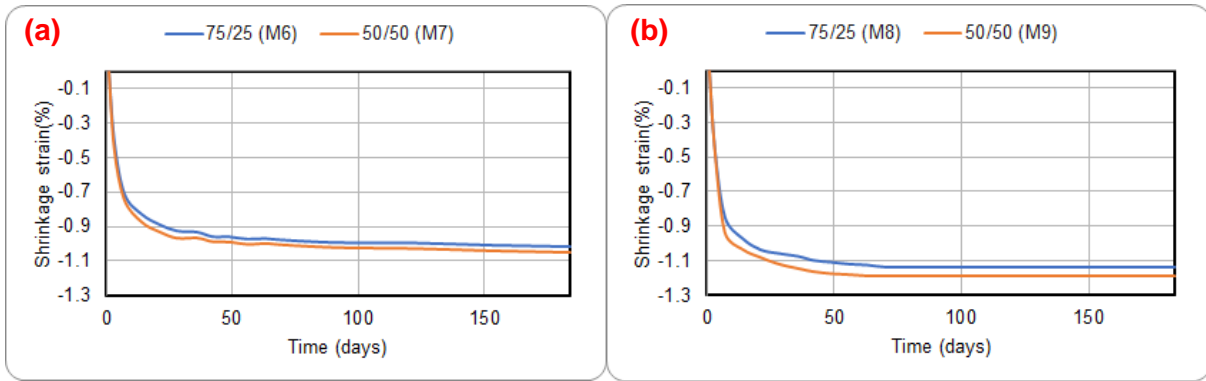 (a)
75/25 (M6) 50/50 (M7)
Shrinkage strain(%)
-0.1
-0.3
-0.5
-0.7
-0.9
-1.1
-1.3
0 50 100 150
Time (days)
(b)
75/25 (M8) 50/50 (M9)
Shrinkage strain(%)
-0.1
-0.3
-0.5
-0.7
-0.9
-1.1
-1.3
0 50 100 150
Time (days)